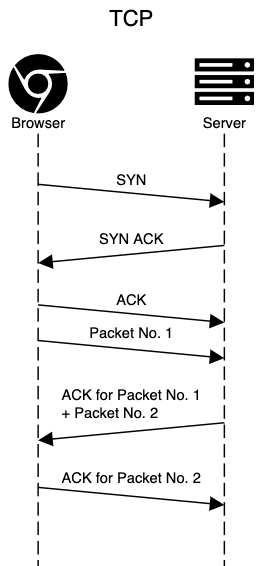 TCP
Browser
Server
SYN
SYN ACK
ACK
Packet No. 1
ACK for Packet No. 1
+ Packet No. 2
ACK for Packet No. 2